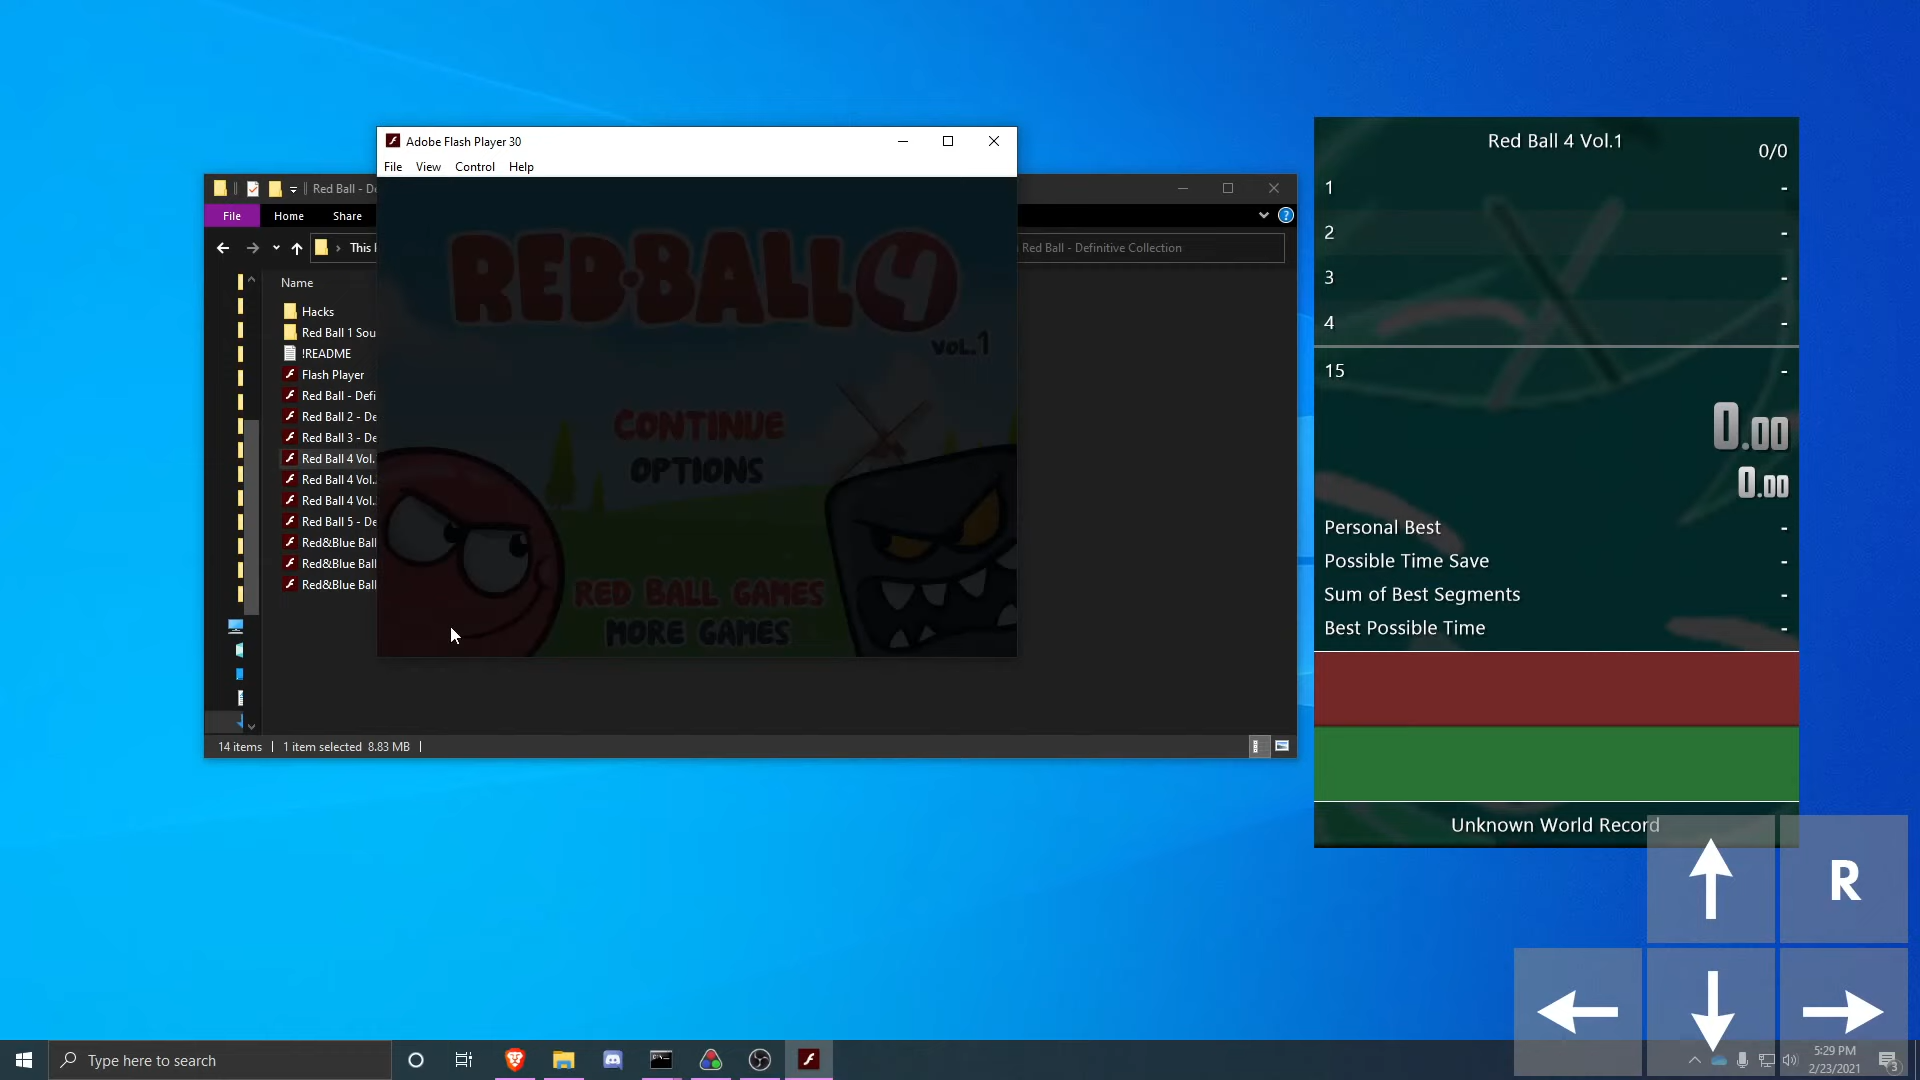 Adobe Flash Player 30
File View Control Help
RED BALL 4
VOL.1
CONTINUE
OPTIONS
RED BALL GAMES
MORE GAMES
Red Ball - De
File Home Share
This
Red Ball - Definitive Collection
Name
Hacks
Red Ball 1 Sou
!README
Flash Player
Red Ball - Defi
Red Ball 2 - De
Red Ball 3 - De
Red Ball 4 Vol.
Red Ball 4 Vol.
Red Ball 4 Vol.
Red Ball 5 - De
Red&Blue Ball
Red&Blue Ball
Red&Blue Ball
14 items 1 item selected 8.83 MB
Red Ball 4 Vol.1
0/0
1 -
2 -
3 -
4 -
15 -
0.00
0.00
Personal Best -
Possible Time Save -
Sum of Best Segments -
Best Possible Time -
Unknown World Record
R
Type here to search
5:29 PM
2/23/2021
3